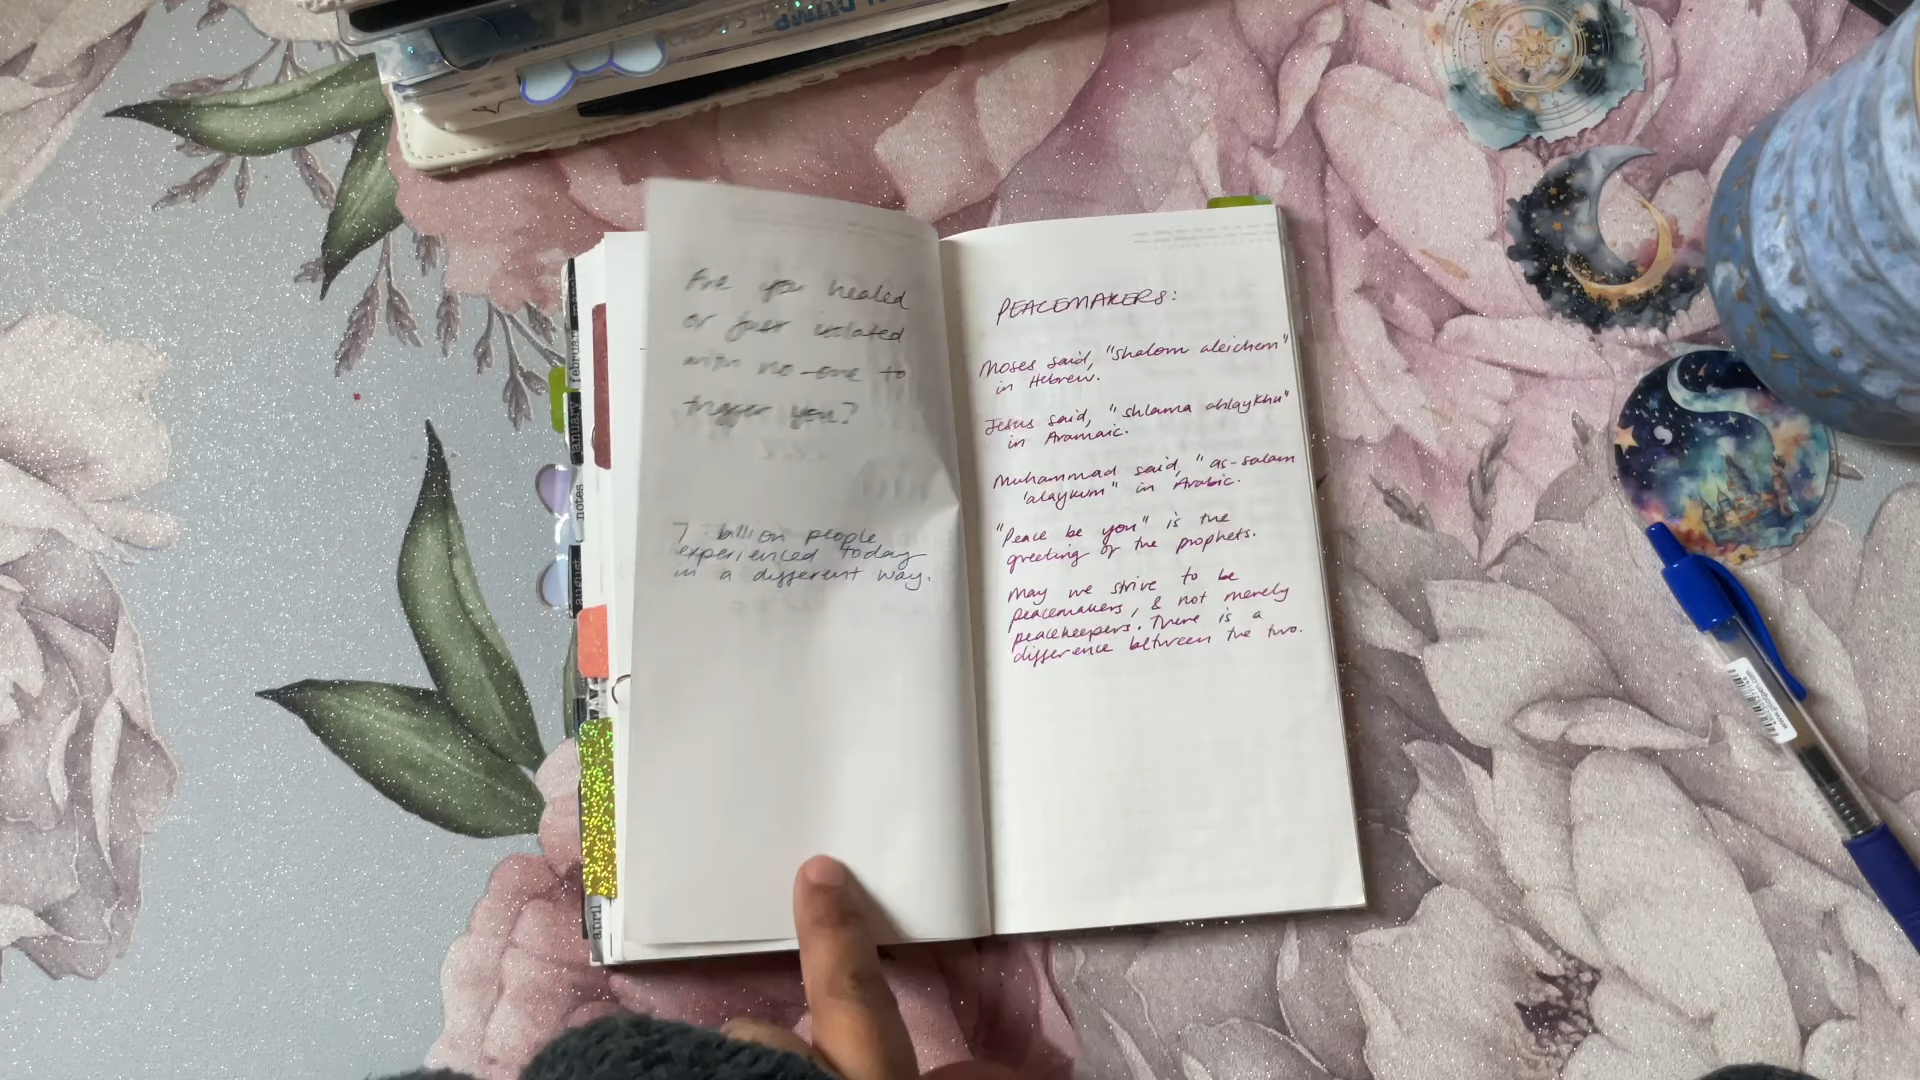 DUMP
Are you healed
or just isolated
with no-one to
trigger you?
7 billion people
experienced today
in a different way.
PEACEMAKERS:
Moses said, "shalom aleichem"
in Hebrew.
Jesus said, "shlama ahlaykhu"
in Aramaic.
Muhammad said, "as-salam
'alaykum" in Arabic.
"Peace be you" is the
greeting of the prophets.
May we strive to be
peacemakers, & not merely
peacekeepers. There is a
difference between the two.
february
january
notes
august
april